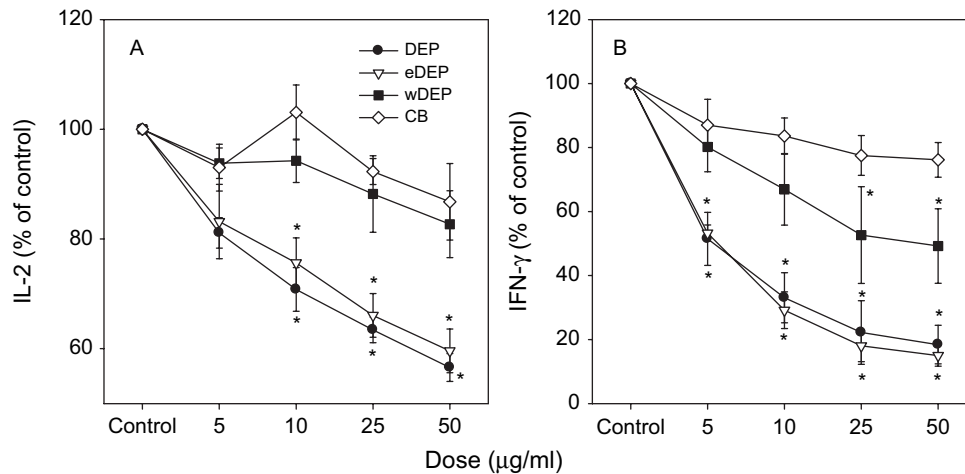 120
100
80
60
IL-2 (% of control)
A
DEP
eDEP
wDEP
CB
*
*
*
*
*
*
Control 5 10 25 50
120
100
80
60
40
20
0
IFN-γ (% of control)
B
*
*
*
*
*
*
*
*
*
*
Control 5 10 25 50
Dose (μg/ml)